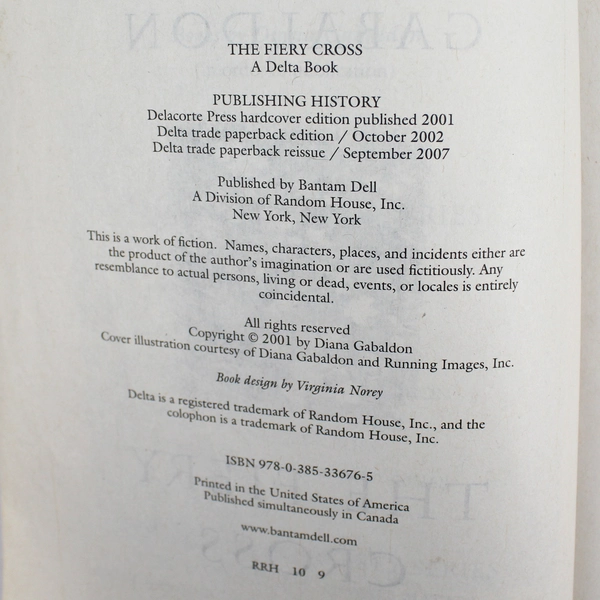 THE FIERY CROSS
A Delta Book
PUBLISHING HISTORY
Delacorte Press hardcover edition published 2001
Delta trade paperback edition / October 2002
Delta trade paperback reissue / September 2007
Published by Bantam Dell
A Division of Random House, Inc.
New York, New York
This is a work of fiction. Names, characters, places, and incidents either are
the product of the author's imagination or are used fictitiously. Any
resemblance to actual persons, living or dead, events, or locales is entirely
coincidental.
All rights reserved
Copyright © 2001 by Diana Gabaldon
Cover illustration courtesy of Diana Gabaldon and Running Images, Inc.
Book design by Virginia Norey
Delta is a registered trademark of Random House, Inc., and the
colophon is a trademark of Random House, Inc.
ISBN 978-0-385-33676-5
Printed in the United States of America
Published simultaneously in Canada
www.bantamdell.com
RRH 10 9